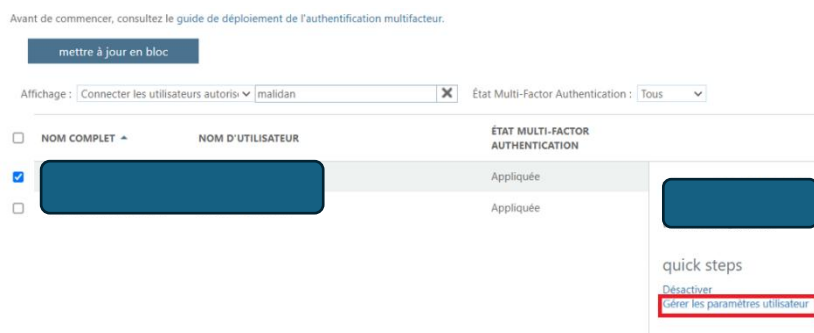 Avant de commencer, consultez le guide de déploiement de l'authentification multifacteur.
mettre à jour en bloc
Affichage : Connecter les utilisateurs autoris malidan État Multi-Factor Authentication : Tous
NOM COMPLET NOM D'UTILISATEUR ÉTAT MULTI-FACTOR AUTHENTICATION
Appliquée
Appliquée
quick steps
Désactiver
Gérer les paramètres utilisateur